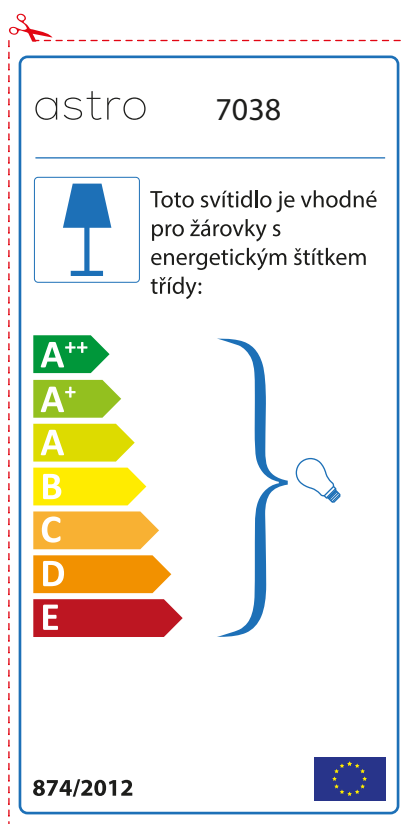 astro 7038
Toto svítidlo je vhodné
pro žárovky s
energetickým štítkem
třídy:
A++
A+
A
B
C
D
E
874/2012